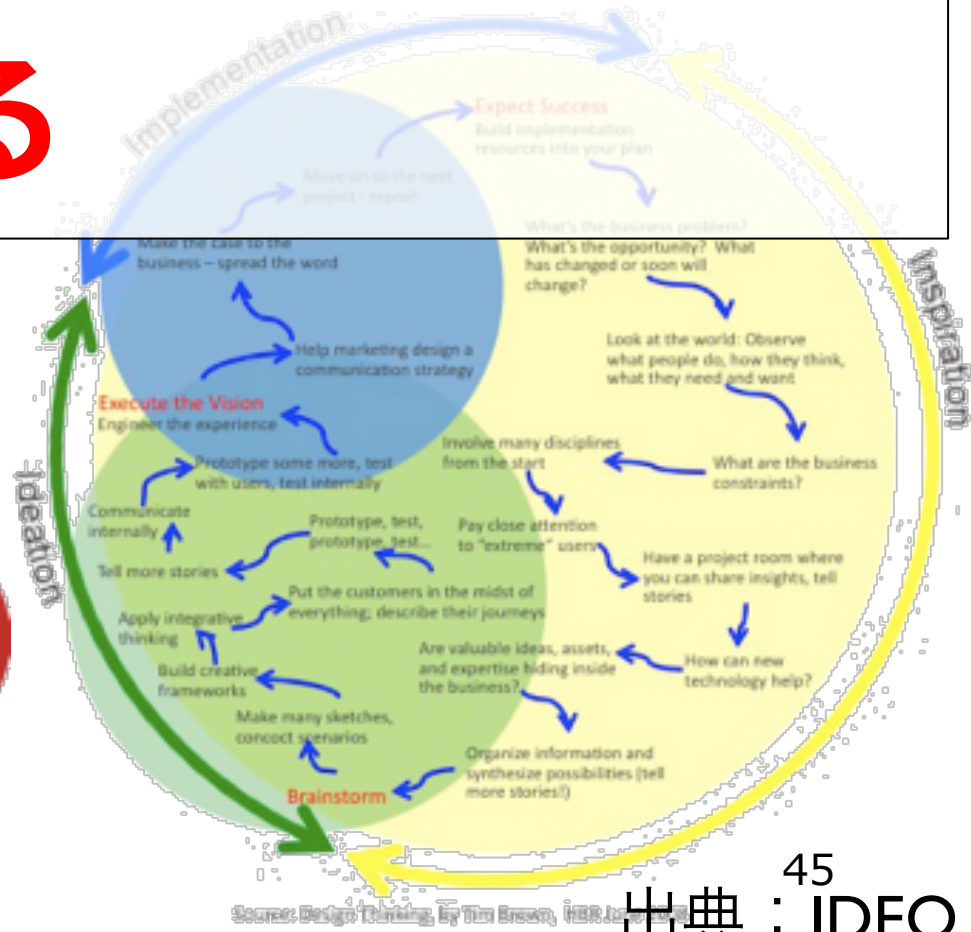 る
Implementation
Expect Success
Build implementation
resources into your plan
Move on to the next
project - repeat
What's the business problem?
What's the opportunity? What
has changed or soon will
change?
Make the case to the
business – spread the word
Inspiration
Look at the world: Observe
what people do, how they think,
what they need and want
Help marketing design a
communication strategy
Execute the Vision
Engineer the experience
Involve many disciplines
from the start
What are the business
constraints?
Prototype some more, test
with users, test internally
Ideation
Communicate
internally
Prototype, test,
prototype, test...
Pay close attention
to "extreme" users
Have a project room where
you can share insights, tell
stories
Tell more stories
Put the customers in the midst of
everything; describe their journeys
Apply integrative
thinking
Are valuable ideas, assets,
and expertise hiding inside
the business?
How can new
technology help?
Build creative
frameworks
Make many sketches,
concoct scenarios
Organize information and
synthesize possibilities (tell
more stories!)
Brainstorm
45
Source: Design Thinking, by Tim Brown, HBR
出典：IDEO